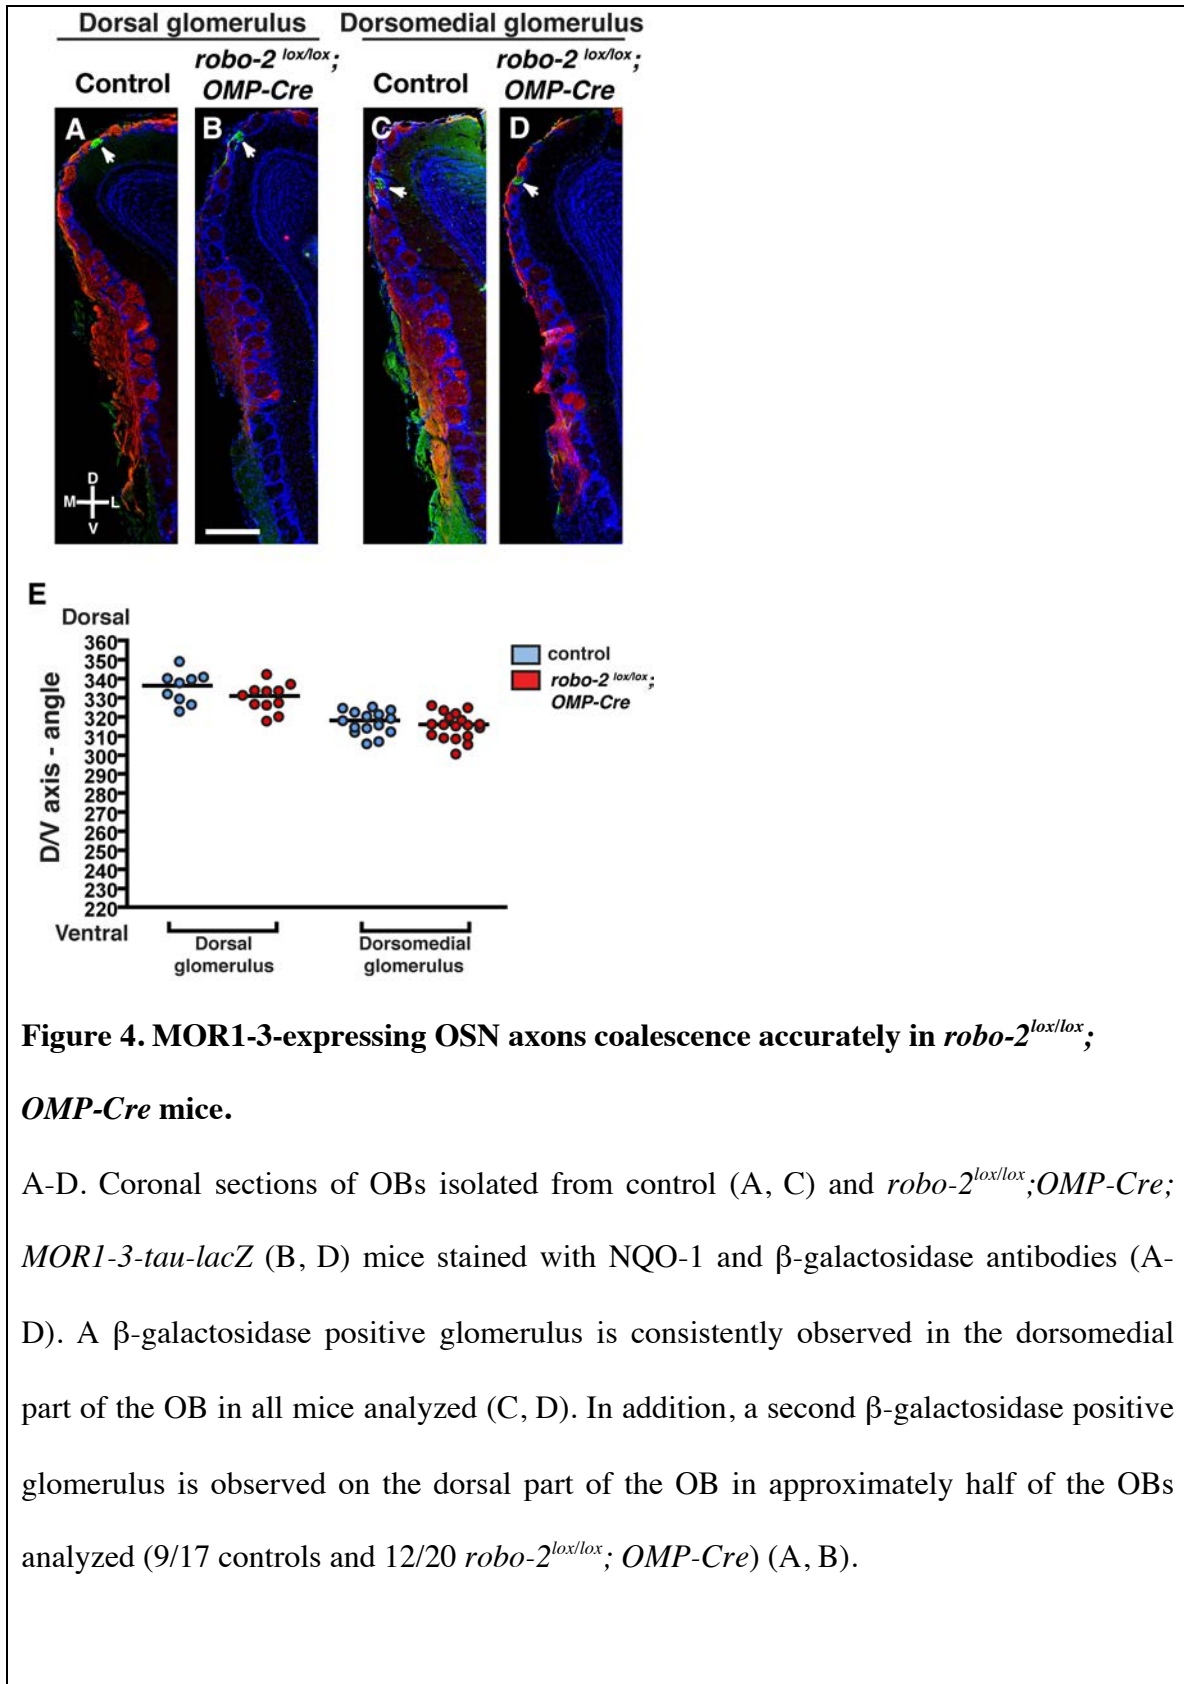 Dorsal glomerulus Dorsomedial glomerulus
Control robo-2 lox/lox; OMP-Cre Control robo-2 lox/lox; OMP-Cre
A B C D
D
M L
V
E
Dorsal
360
350
340
330
320
310
300
290
280
270
260
250
240
230
220
Ventral
D/V axis - angle
control
robo-2 lox/lox;
OMP-Cre
Dorsal
glomerulus
Dorsomedial
glomerulus
Figure 4. MOR1-3-expressing OSN axons coalescence accurately in robo-2lox/lox;
OMP-Cre mice.
A-D. Coronal sections of OBs isolated from control (A, C) and robo-2lox/lox;OMP-Cre;
MOR1-3-tau-lacZ (B, D) mice stained with NQO-1 and β-galactosidase antibodies (A-
D). A β-galactosidase positive glomerulus is consistently observed in the dorsomedial
part of the OB in all mice analyzed (C, D). In addition, a second β-galactosidase positive
glomerulus is observed on the dorsal part of the OB in approximately half of the OBs
analyzed (9/17 controls and 12/20 robo-2lox/lox; OMP-Cre) (A, B).